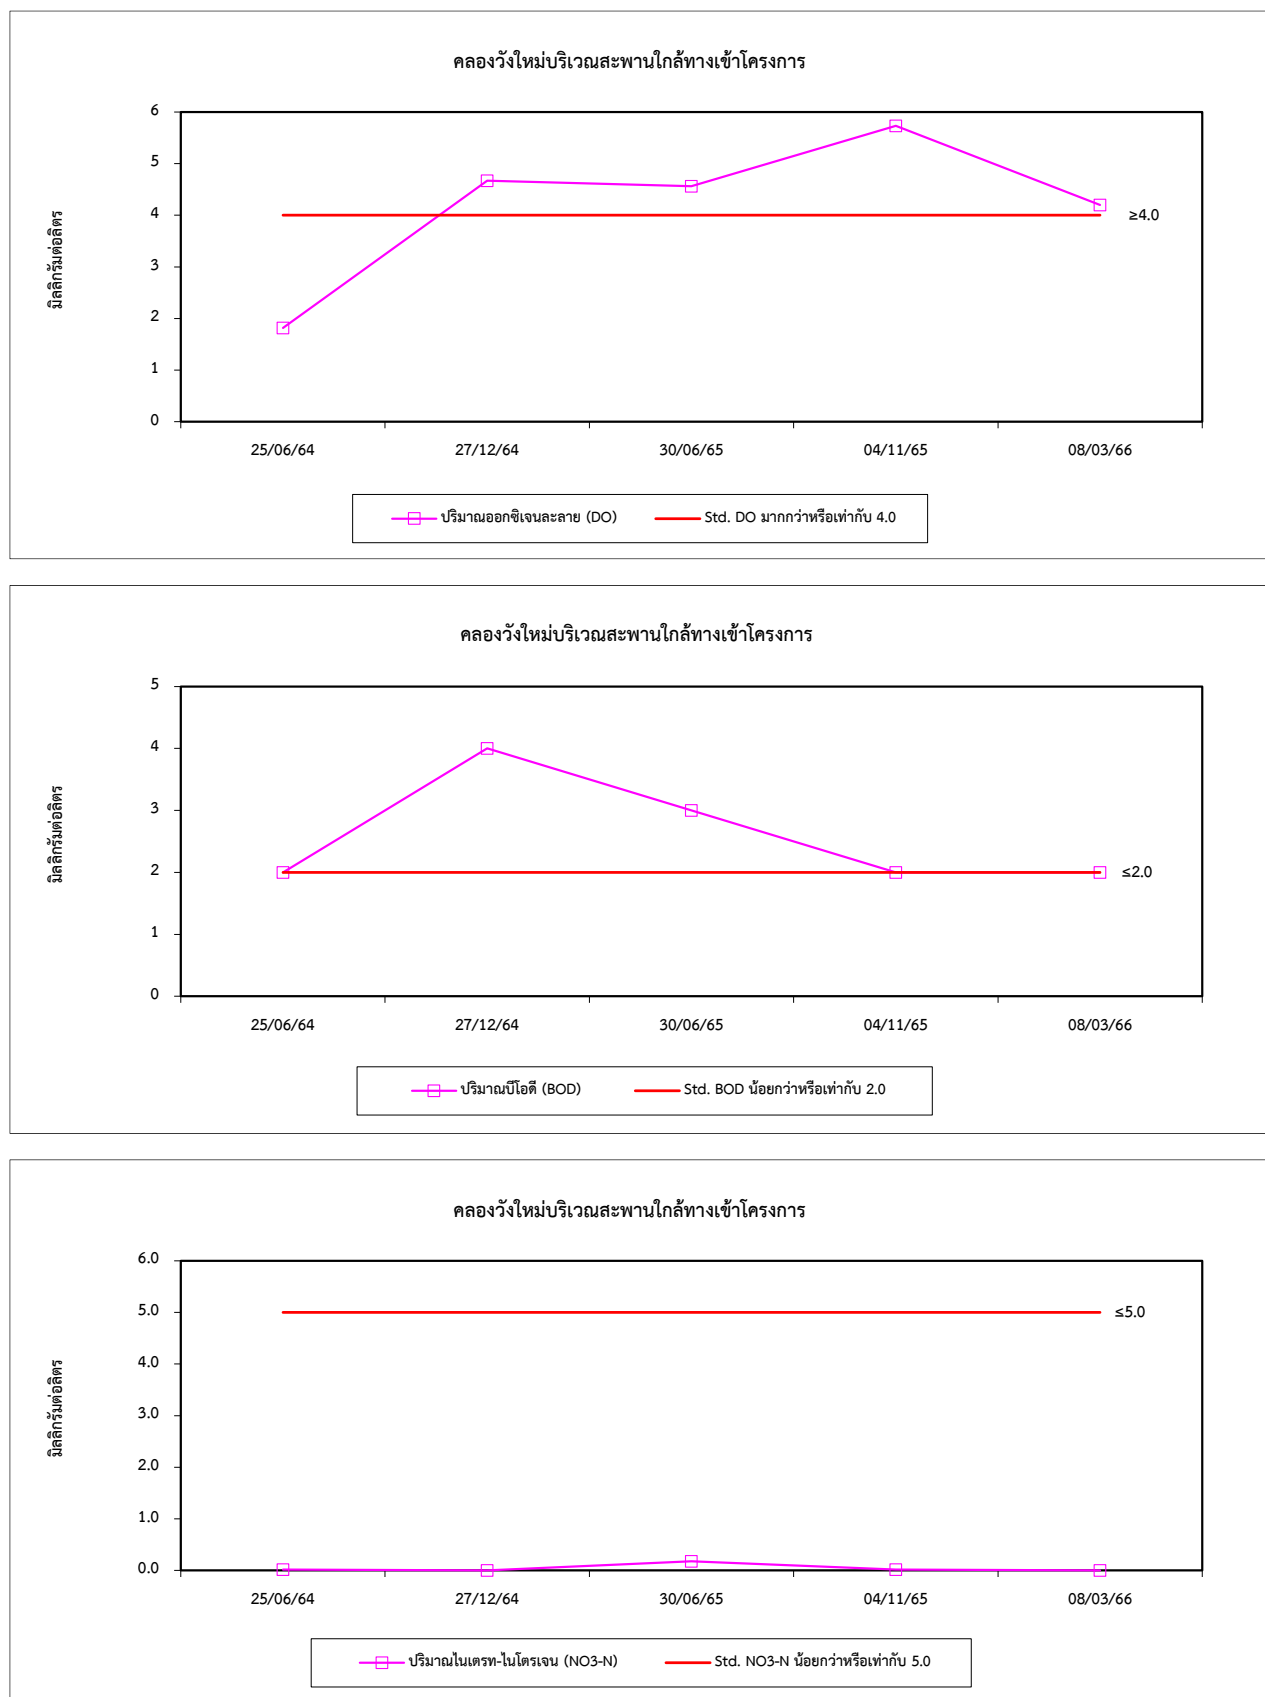 คลองวังใหม่บริเวณสะพานใกล้ทางเข้าโครงการ
มิลลิกรัมต่อลิตร
6
5
4
3
2
1
0
≥4.0
25/06/64 27/12/64 30/06/65 04/11/65 08/03/66
ปริมาณออกซิเจนละลาย (DO) Std. DO มากกว่าหรือเท่ากับ 4.0
คลองวังใหม่บริเวณสะพานใกล้ทางเข้าโครงการ
มิลลิกรัมต่อลิตร
5
4
3
2
1
0
≤2.0
25/06/64 27/12/64 30/06/65 04/11/65 08/03/66
ปริมาณบีโอดี (BOD) Std. BOD น้อยกว่าหรือเท่ากับ 2.0
คลองวังใหม่บริเวณสะพานใกล้ทางเข้าโครงการ
มิลลิกรัมต่อลิตร
6.0
5.0
4.0
3.0
2.0
1.0
0.0
≤5.0
25/06/64 27/12/64 30/06/65 04/11/65 08/03/66
ปริมาณไนเตรท-ไนโตรเจน (NO3-N) Std. NO3-N น้อยกว่าหรือเท่ากับ 5.0